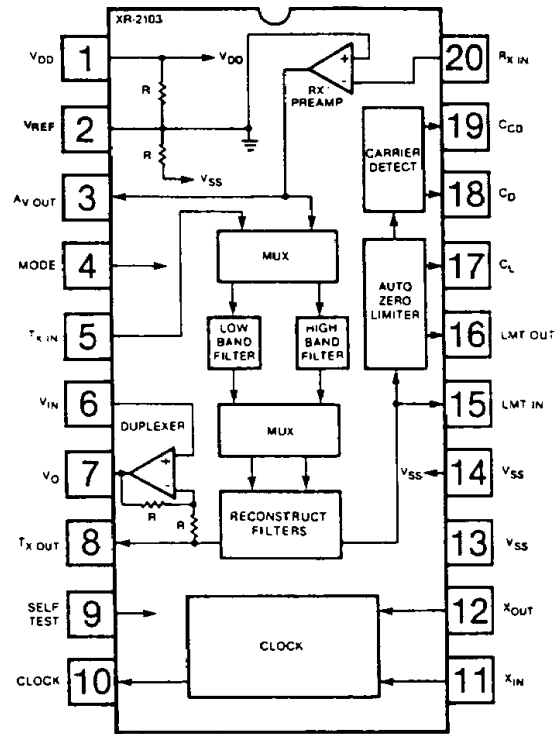 XR-2103
VDD 1
VDD
R
VREF 2
R
VSS
AV OUT 3
MODE 4
TX IN 5
VIN 6
VO 7
TX OUT 8
SELF
TEST 9
CLOCK 10
+
-
RX
PREAMP
MUX
LOW
BAND
FILTER
HIGH
BAND
FILTER
MUX
DUPLEXER
+
-
R
R
RECONSTRUCT
FILTERS
CLOCK
CARRIER
DETECT
AUTO
ZERO
LIMITER
VSS
20 RX IN
19 CCD
18 CD
17 CL
16 LMT OUT
15 LMT IN
14 VSS
13 VSS
12 XOUT
11 XIN